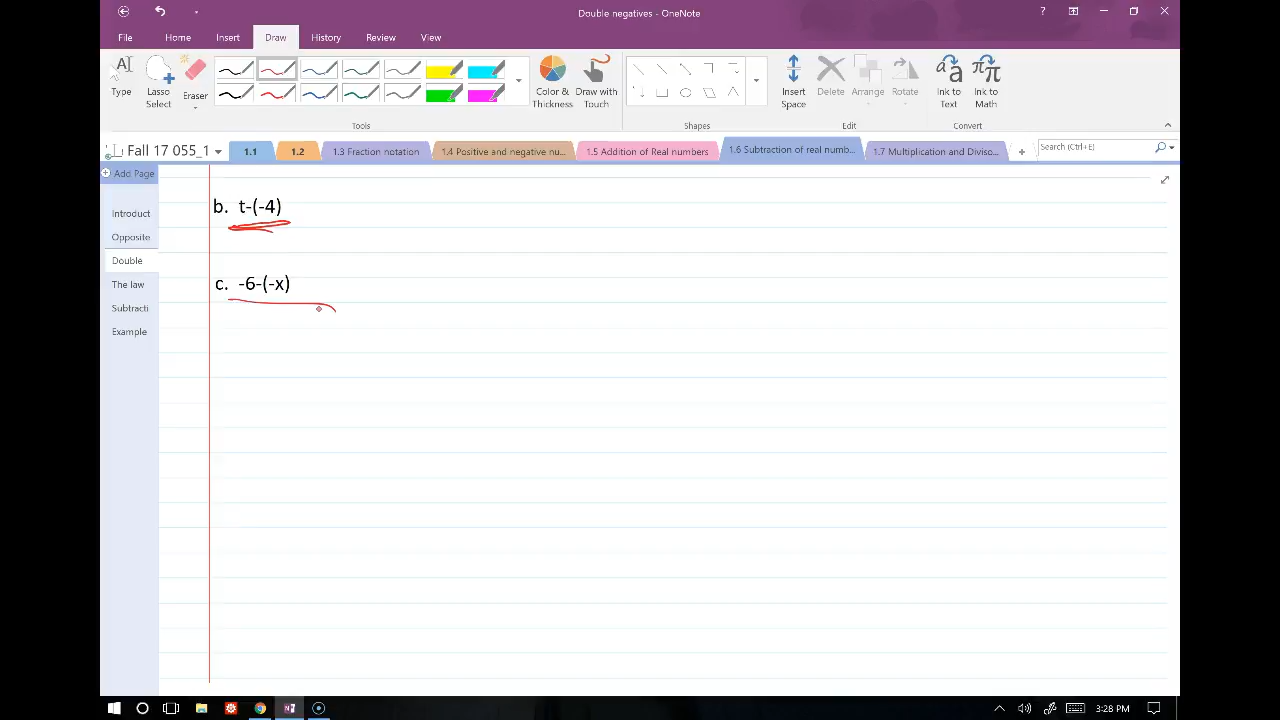 Double negatives - OneNote
?
File
Home
Insert
Draw
History
Review
View
Type
Lasso
Select
Eraser
Color &
Thickness
Draw with
Touch
Insert
Space
Delete
Arrange
Rotate
Ink to
Text
Ink to
Math
Tools
Shapes
Edit
Convert
Fall 17 055_1
1.1
1.2
1.3 Fraction notation
1.4 Positive and negative nu...
1.5 Addition of Real numbers
1.6 Subtraction of real numb...
1.7 Multiplication and Diviso...
Search (Ctrl+E)
Add Page
Introduct
Opposite
Double
The law
Subtracti
Example
b. t-(-4)
c. -6-(-x)
3:28 PM